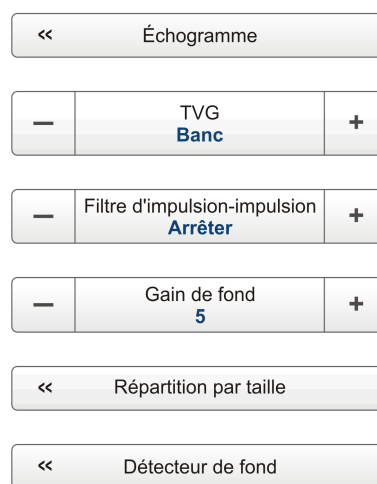 « Échogramme
— TVG +
Banc
— Filtre d'impulsion-impulsion +
Arrêter
— Gain de fond +
5
« Répartition par taille
« Détecteur de fond